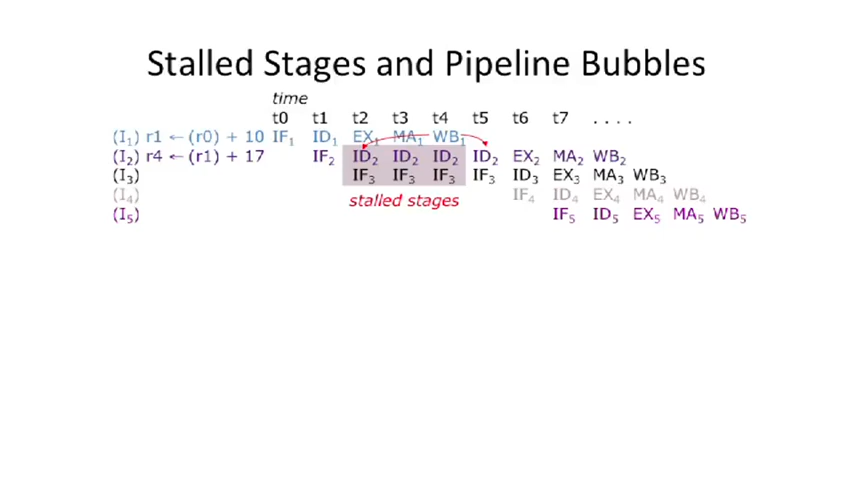 Stalled Stages and Pipeline Bubbles
time
t0 t1 t2 t3 t4 t5 t6 t7 . . . .
(I₁) r1 ← (r0) + 10 IF₁ ID₁ EX₁ MA₁ WB₁
(I₂) r4 ← (r1) + 17 IF₂ ID₂ ID₂ ID₂ ID₂ EX₂ MA₂ WB₂
(I₃) IF₃ IF₃ IF₃ IF₃ ID₃ EX₃ MA₃ WB₃
(I₄) IF₄ ID₄ EX₄ MA₄ WB₄
stalled stages
(I₅) IF₅ ID₅ EX₅ MA₅ WB₅